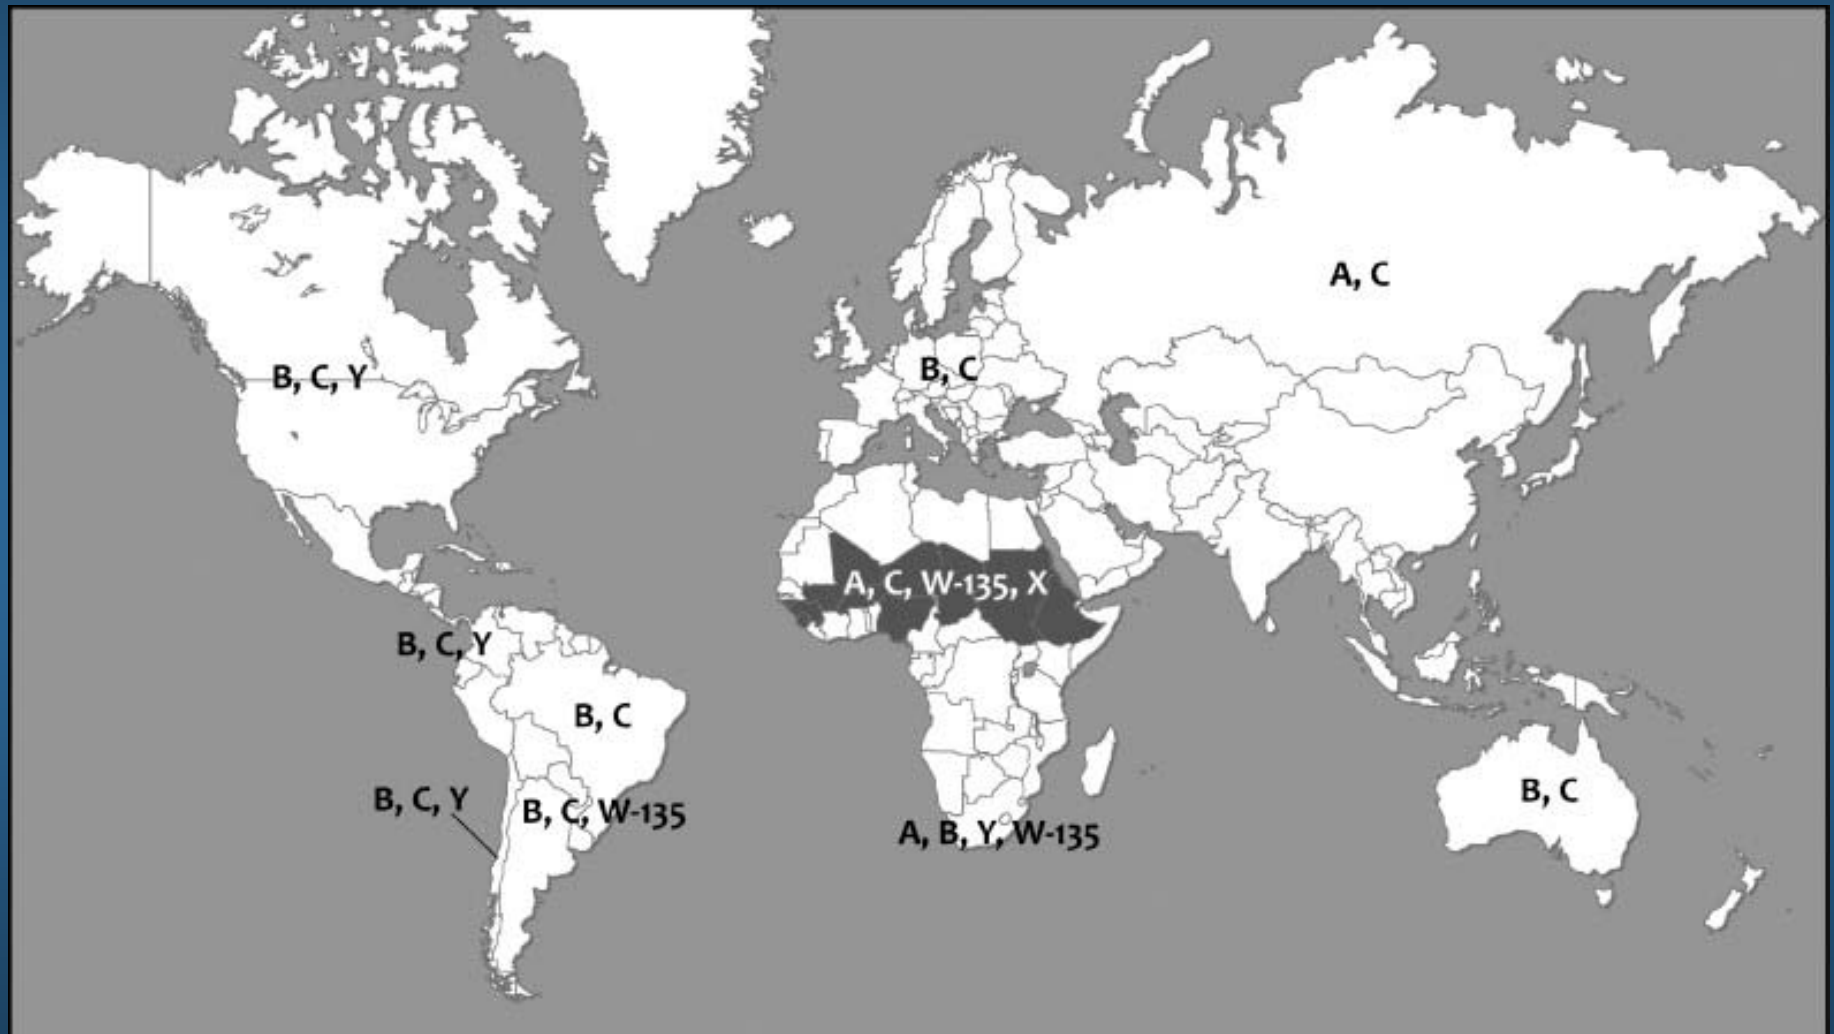 A, C
B, C, Y
B, C
A, C, W-135, X
B, C, Y
B, C
B, C, Y
B, C, W-135
A, B, Y, W-135
B, C